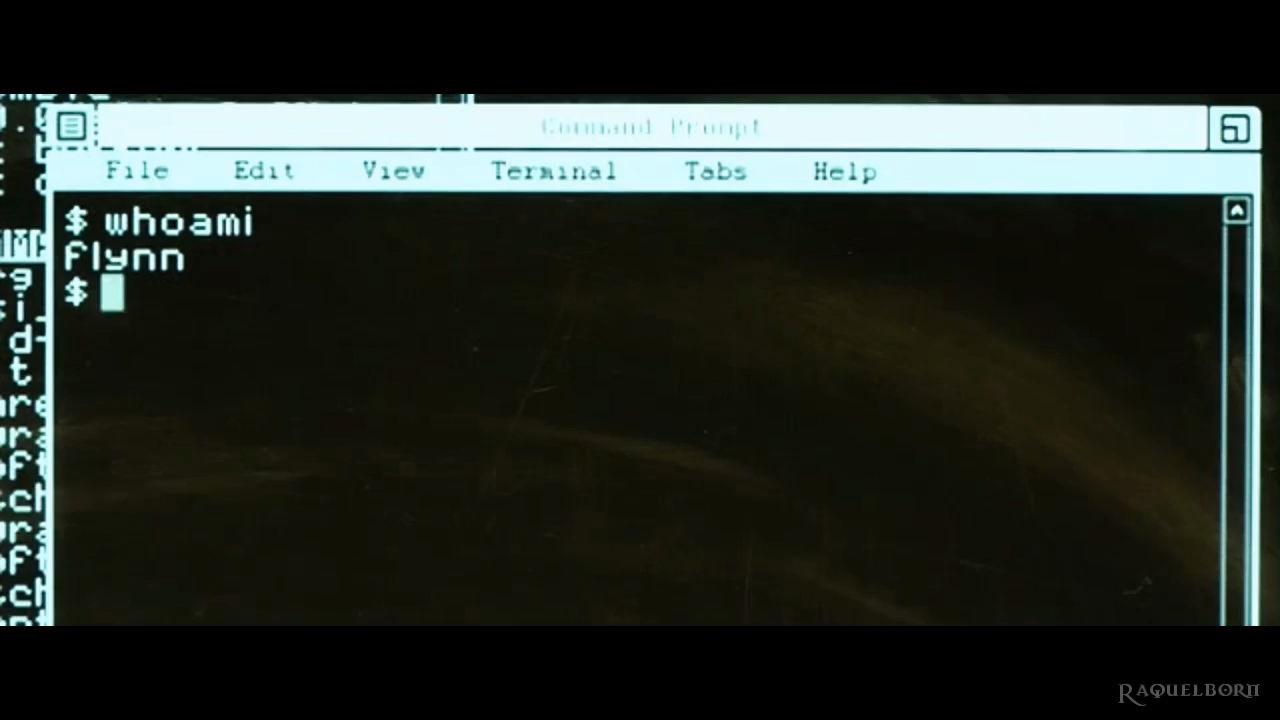 Command Prompt
File Edit View Terminal Tabs Help
$ whoami
flynn
$
RAQUELBORN